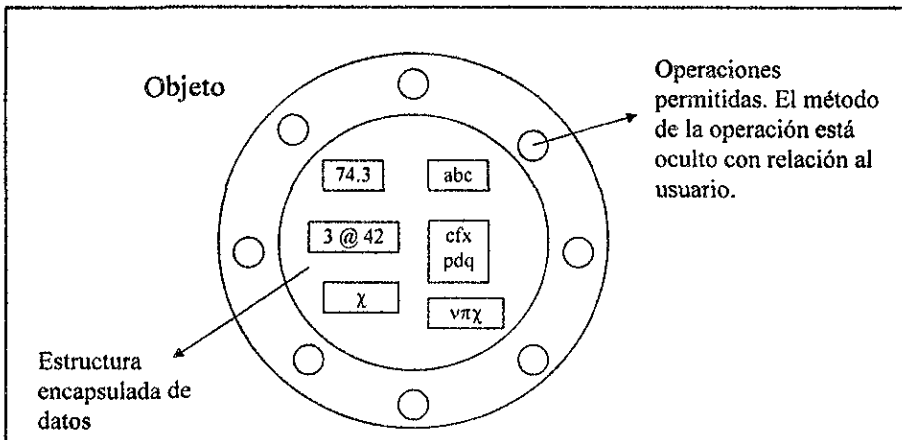 Objeto
Operaciones
permitidas. El método
de la operación está
oculto con relación al
usuario.
74.3
abc
3 @ 42
cfx
pdq
χ
νπχ
Estructura
encapsulada de
datos